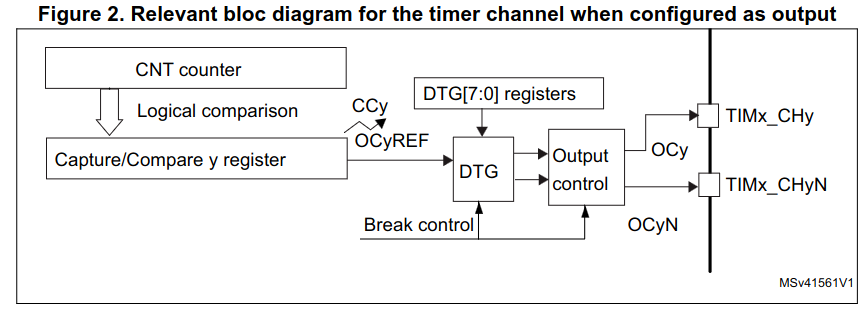 Figure 2. Relevant bloc diagram for the timer channel when configured as output
CNT counter
Logical comparison
CCy
DTG[7:0] registers
TIMx_CHy
Capture/Compare y register
OCyREF
DTG
Output
control
OCy
TIMx_CHyN
Break control
OCyN
MSv41561V1